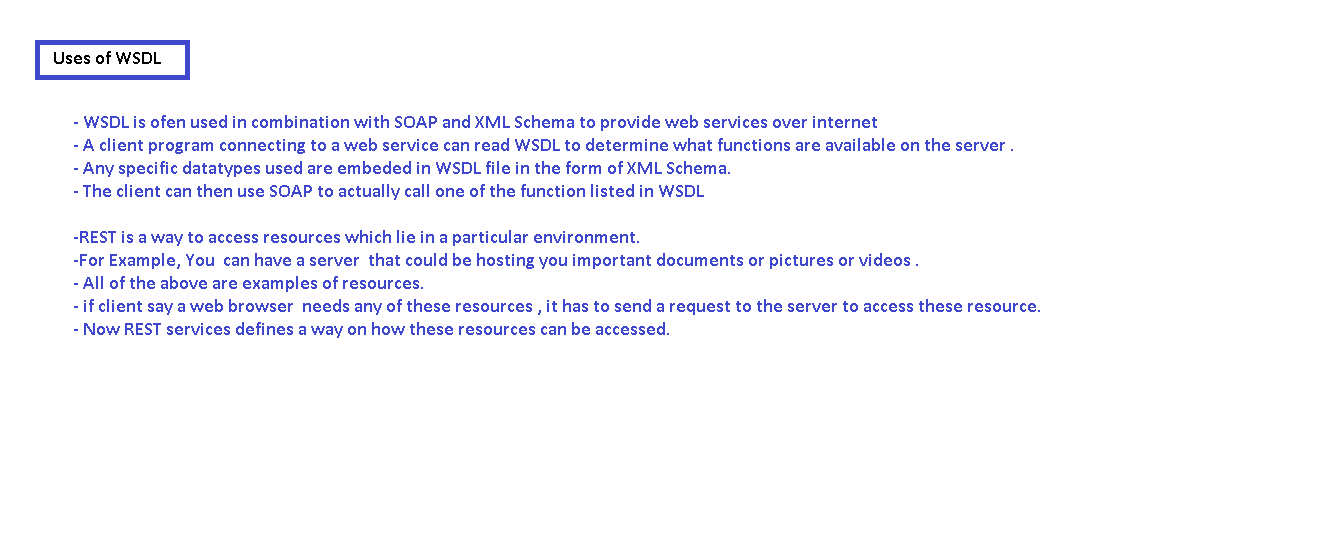 Uses of WSDL
- WSDL is ofen used in combination with SOAP and XML Schema to provide web services over internet
- A client program connecting to a web service can read WSDL to determine what functions are available on the server .
- Any specific datatypes used are embeded in WSDL file in the form of XML Schema.
- The client can then use SOAP to actually call one of the function listed in WSDL
-REST is a way to access resources which lie in a particular environment.
-For Example, You  can have a server  that could be hosting you important documents or pictures or videos .
- All of the above are examples of resources.
- if client say a web browser  needs any of these resources , it has to send a request to the server to access these resource.
- Now REST services defines a way on how these resources can be accessed.